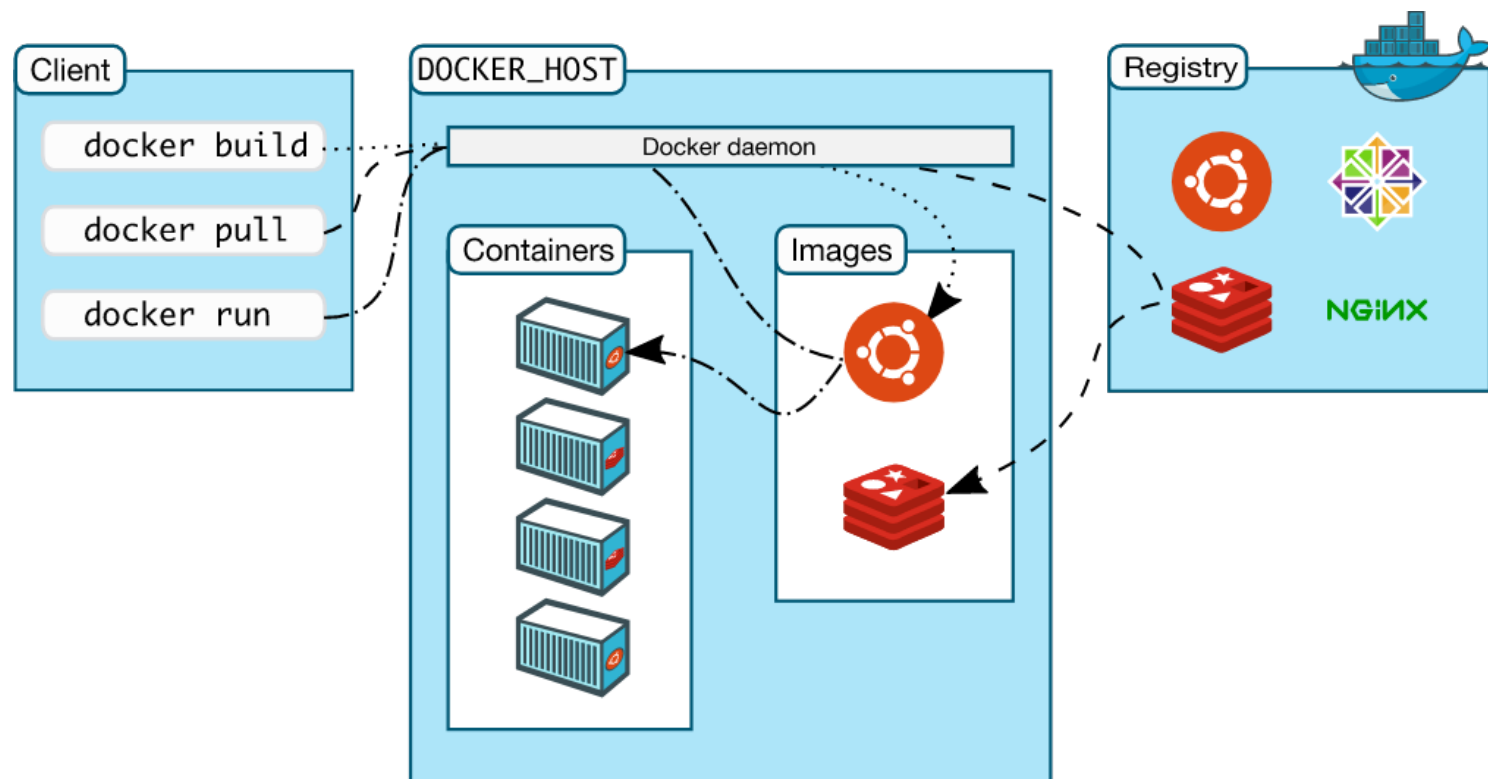 Client
docker build
docker pull
docker run
DOCKER_HOST
Docker daemon
Containers
Images
Registry
NGiNX